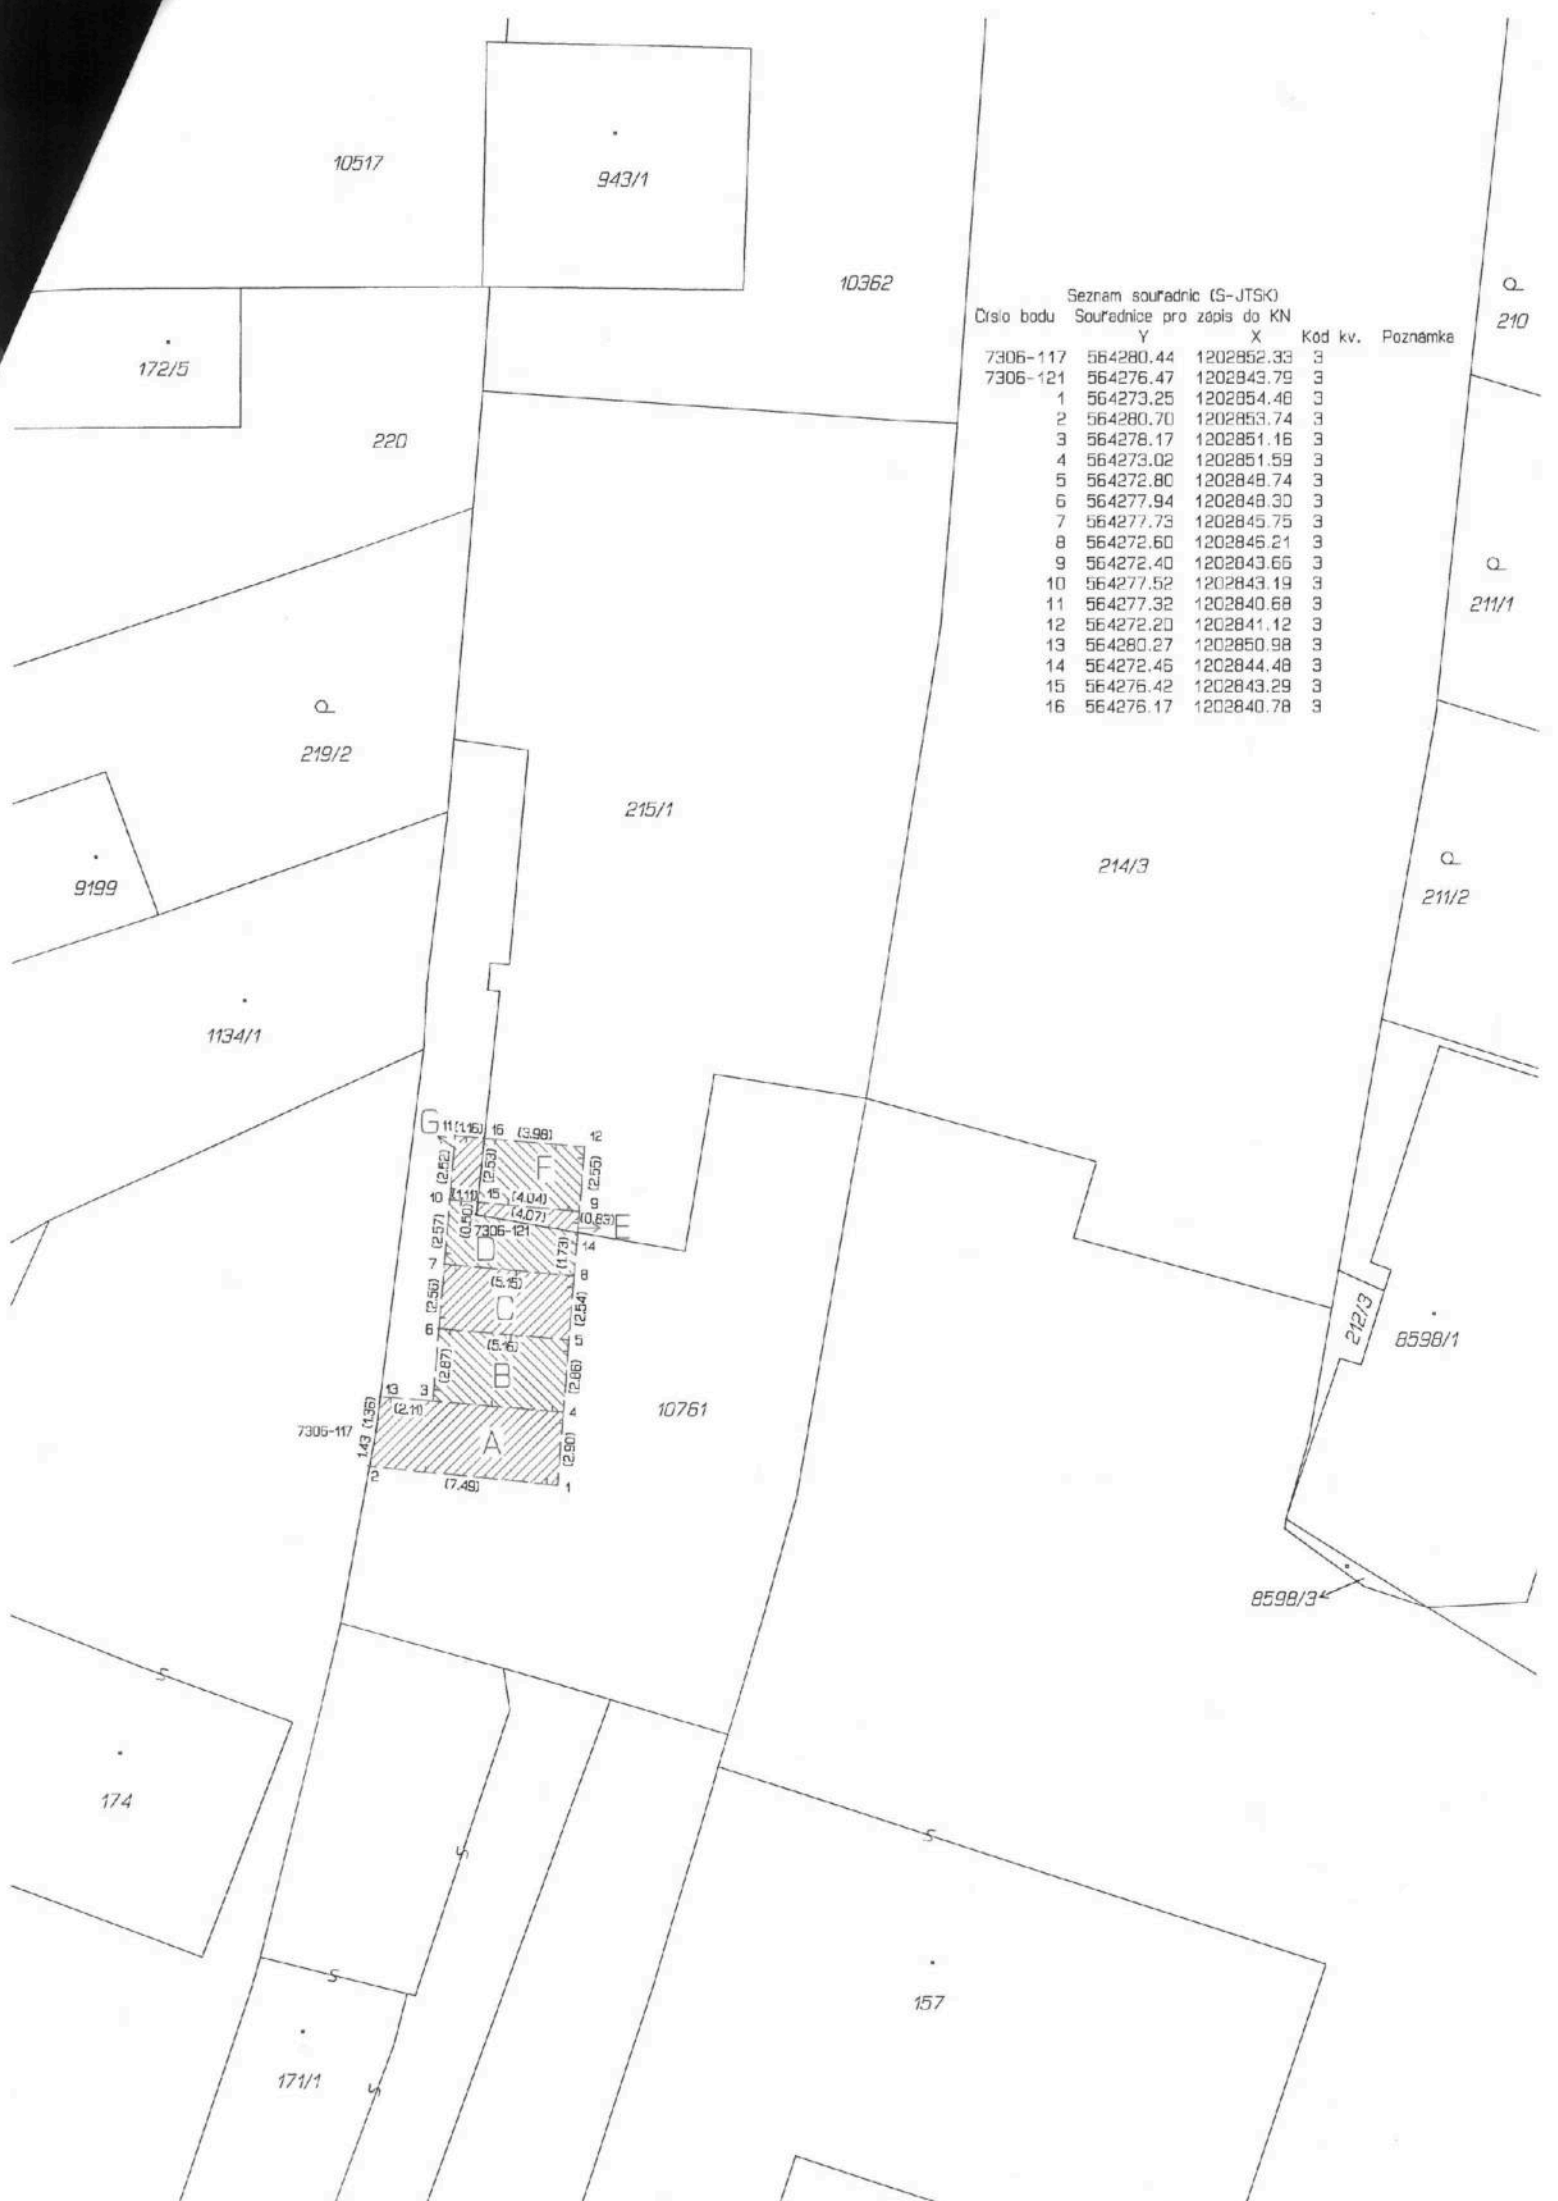 10517
943/1
10362
Seznam souřadnic (S-JTSK)
Číslo bodu Souřadnice pro zápis do KN
Y X Kód kv. Poznámka
7306-117 564280.44 1202852.33 3
7306-121 564276.47 1202843.79 3
1 564273.25 1202854.46 3
2 564280.70 1202853.74 3
3 564278.17 1202851.16 3
4 564273.02 1202851.59 3
5 564272.80 1202848.74 3
6 564277.94 1202848.30 3
7 564277.73 1202845.75 3
8 564272.60 1202846.21 3
9 564272.40 1202843.66 3
10 564277.52 1202843.19 3
11 564277.32 1202840.68 3
12 564272.20 1202841.12 3
13 564280.27 1202850.98 3
14 564272.46 1202844.48 3
15 564276.42 1202843.29 3
16 564276.17 1202840.78 3
210
172/5
220
211/1
219/2
215/1
214/3
211/2
9199
1134/1
G 11 (1.16) 16 (3.98) 12
(2.52) (2.53) F (2.55)
10 (1.11) 15 (4.04) 9
(0.50) (4.07) (0.83) E
7306-121
(2.57) D (1.73) 14
7 (5.15) 8
(2.56) C (2.54)
6 (5.16) 5
(2.87) B (2.86)
13 3
(2.11) 4
(1.36)
7306-117
1.43 A (2.90)
2 (7.49) 1
10761
212/3
8598/1
8598/3
S
174
S
S
S
157
171/1
S